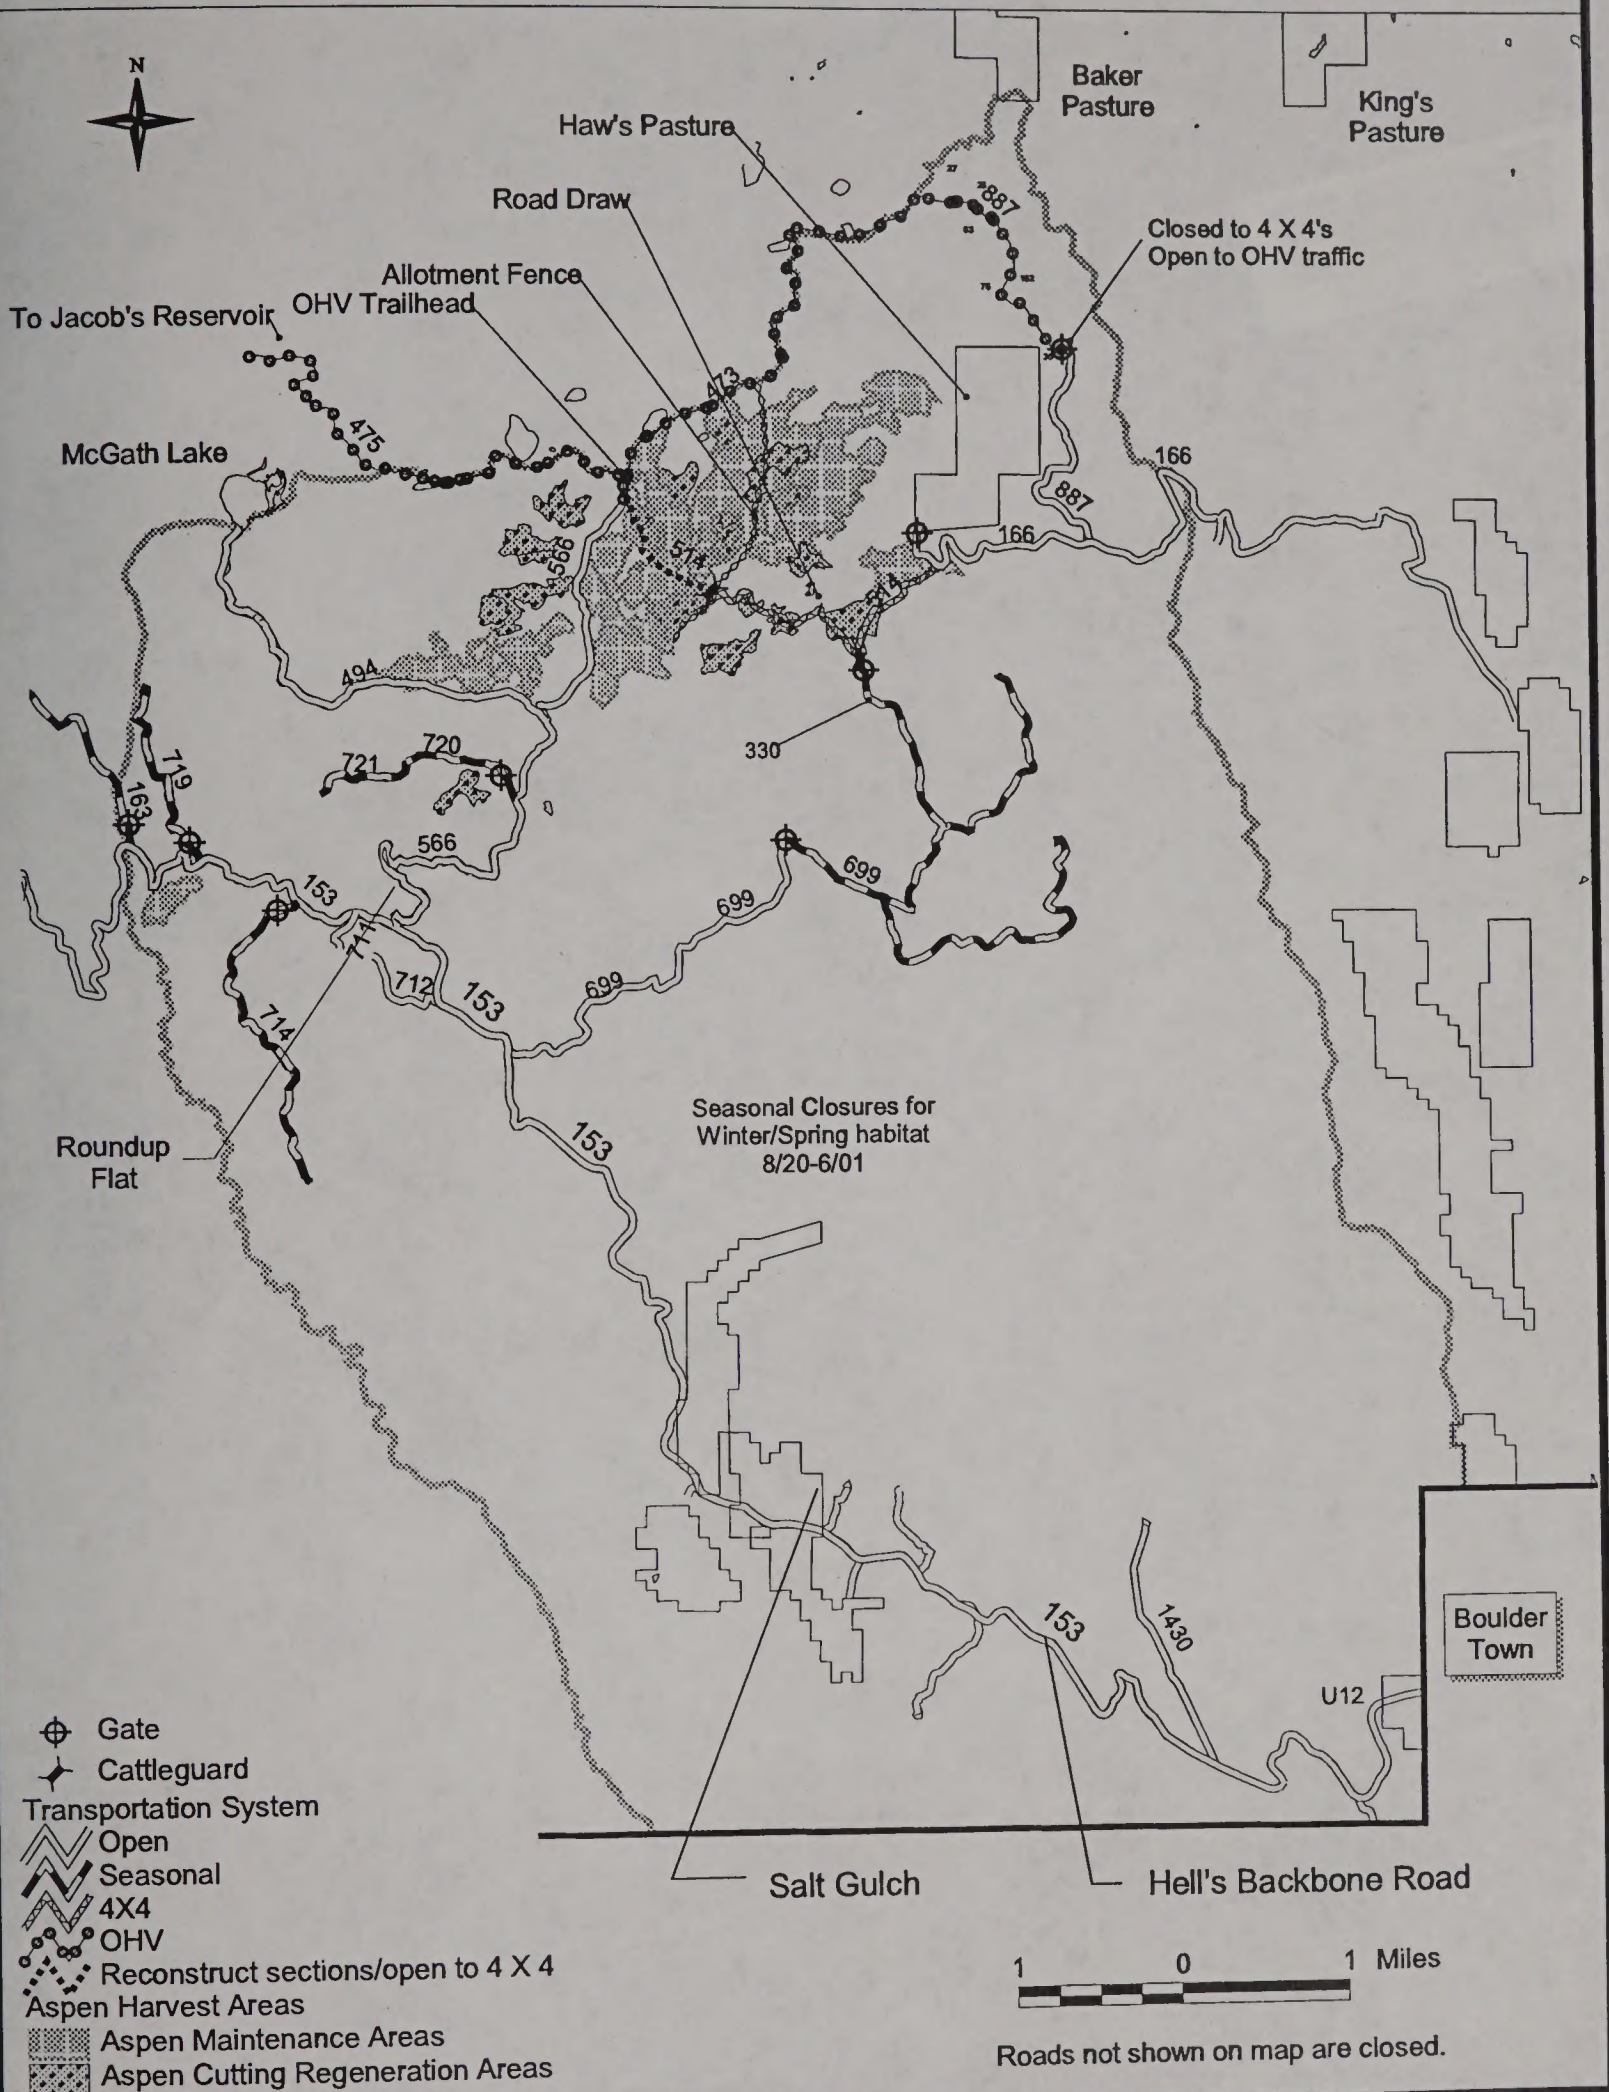 N
Baker
Pasture
King's
Pasture
Haw's Pasture
Road Draw
887
Closed to 4 X 4's
Open to OHV traffic
Allotment Fence
OHV Trailhead
To Jacob's Reservoir
473
475
McGath Lake
166
887
166
566
514
494
330
720
721
719
163
566
699
153
699
711
712
153
699
714
Seasonal Closures for
Winter/Spring habitat
8/20-6/01
153
Roundup
Flat
153
1430
Boulder
Town
U12
Gate
Cattleguard
Transportation System
Open
Seasonal
4X4
OHV
Reconstruct sections/open to 4 X 4
Aspen Harvest Areas
Aspen Maintenance Areas
Aspen Cutting Regeneration Areas
Salt Gulch
Hell's Backbone Road
1 0 1 Miles
Roads not shown on map are closed.